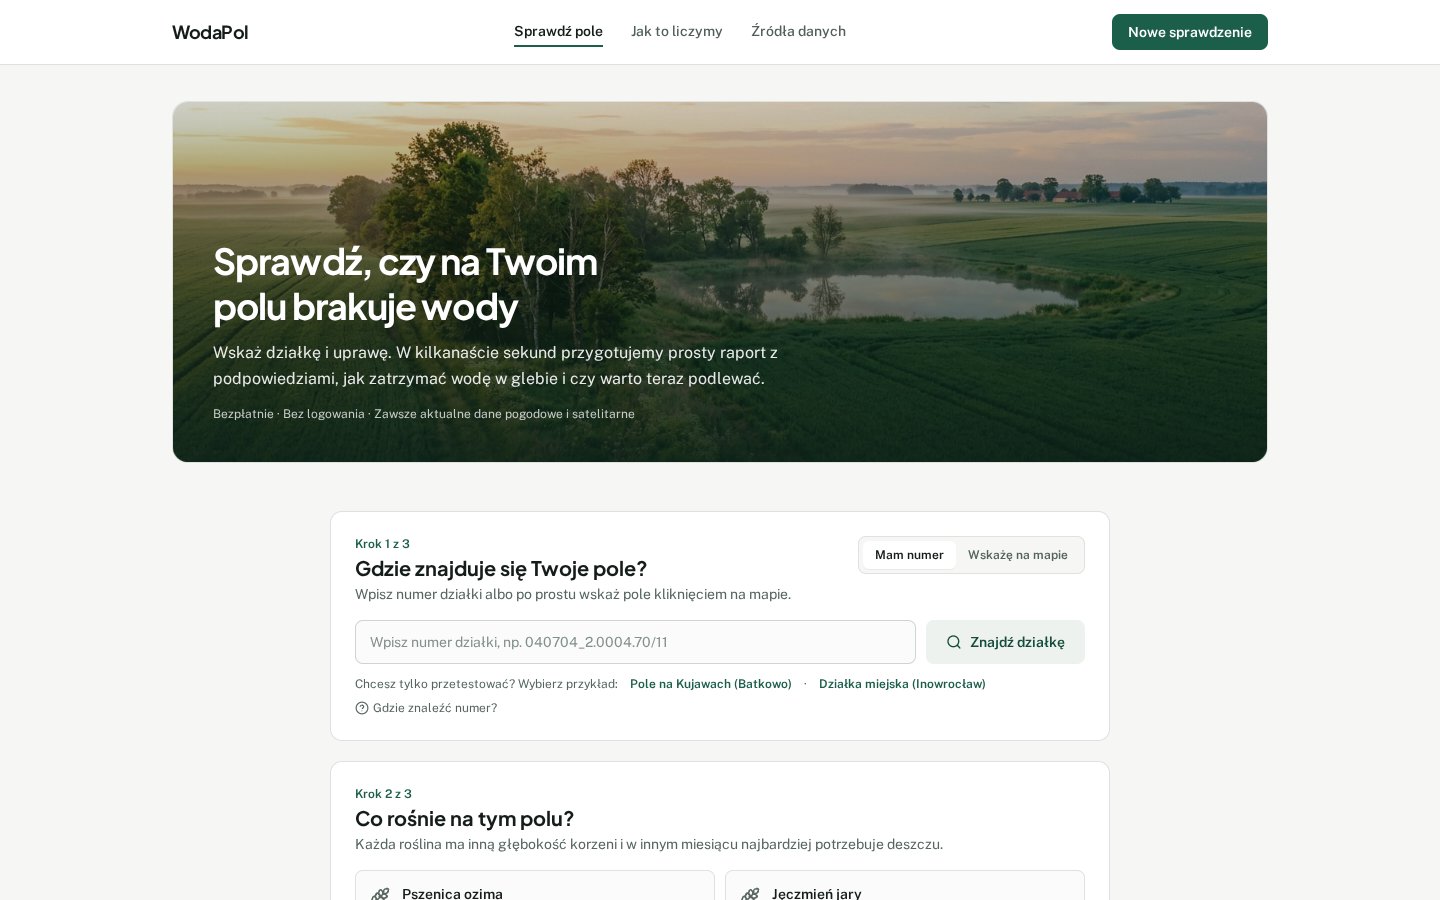 WodaPol
Sprawdź pole
Jak to liczymy
Źródła danych
Nowe sprawdzenie
Sprawdź, czy na Twoim
polu brakuje wody
Wskaż działkę i uprawę. W kilkanaście sekund przygotujemy prosty raport z
podpowiedziami, jak zatrzymać wodę w glebie i czy warto teraz podlewać.
Bezpłatnie · Bez logowania · Zawsze aktualne dane pogodowe i satelitarne
Krok 1 z 3
Gdzie znajduje się Twoje pole?
Wpisz numer działki albo po prostu wskaż pole kliknięciem na mapie.
Mam numer
Wskażę na mapie
Wpisz numer działki, np. 040704_2.0004.70/11
Znajdź działkę
Chcesz tylko przetestować? Wybierz przykład: Pole na Kujawach (Batkowo) · Działka miejska (Inowrocław)
Gdzie znaleźć numer?
Krok 2 z 3
Co rośnie na tym polu?
Każda roślina ma inną głębokość korzeni i w innym miesiącu najbardziej potrzebuje deszczu.
Pszenica ozima
Jęczmień jary